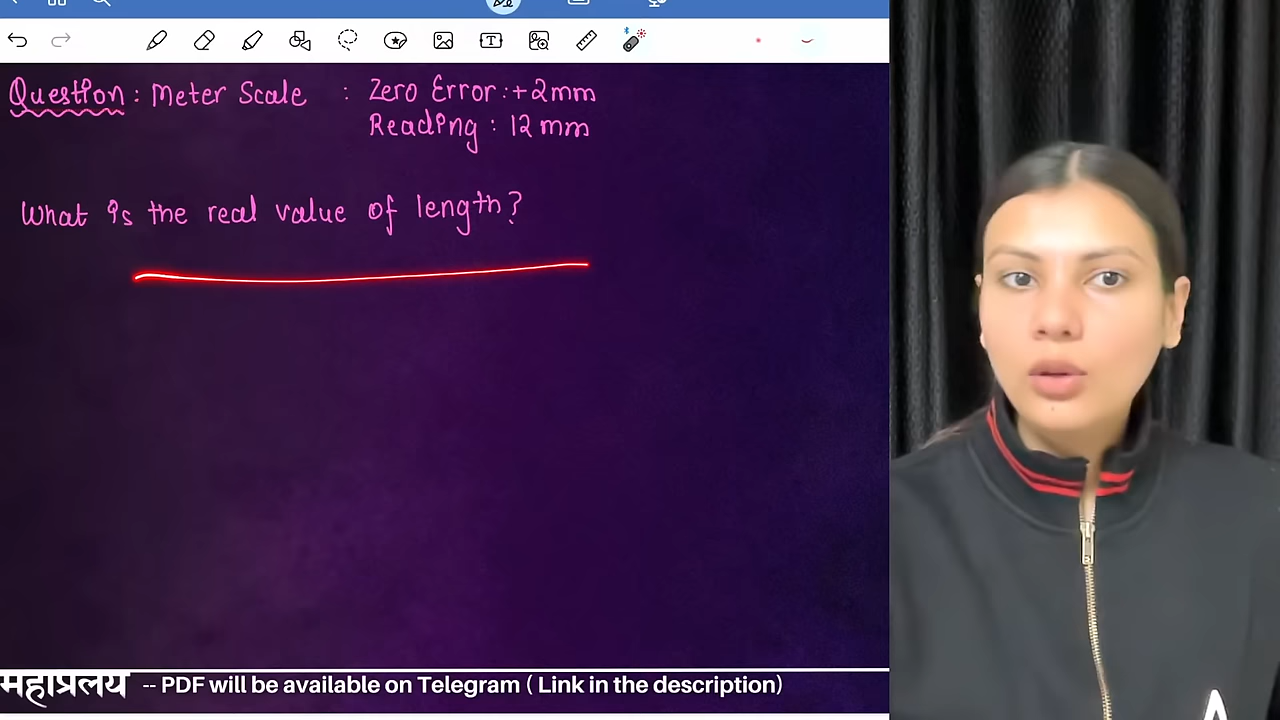 Question : Meter Scale : Zero Error : +2mm
Reading : 12 mm
What is the real value of length?
महाप्रलय -- PDF will be available on Telegram ( Link in the description)